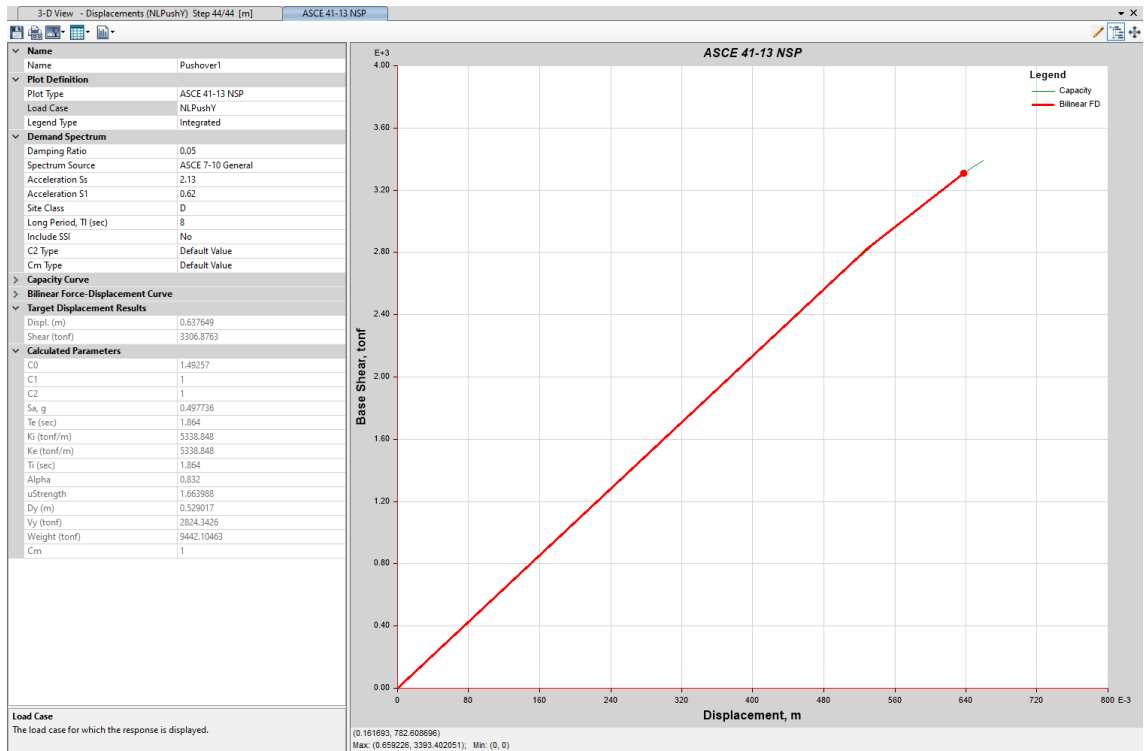 3-D View - Displacements (NLPushY) Step 44/44 [m]
ASCE 41-13 NSP
Name
Name Pushover1
Plot Definition
Plot Type ASCE 41-13 NSP
Load Case NLPushY
Legend Type Integrated
Demand Spectrum
Damping Ratio 0.05
Spectrum Source ASCE 7-10 General
Acceleration Ss 2.13
Acceleration S1 0.62
Site Class D
Long Period, Tl (sec) 8
Include SSI No
C2 Type Default Value
Cm Type Default Value
Capacity Curve
Bilinear Force-Displacement Curve
Target Displacement Results
Displ. (m) 0.637649
Shear (tonf) 3306.8763
Calculated Parameters
C0 1.49257
C1 1
C2 1
Sa, g 0.497736
Te (sec) 1.864
Ki (tonf/m) 5338.848
Ke (tonf/m) 5338.848
Ti (sec) 1.864
Alpha 0.832
uStrength 1.663988
Dy (m) 0.529017
Vy (tonf) 2824.3426
Weight (tonf) 9442.10463
Cm 1
Load Case
The load case for which the response is displayed.
ASCE 41-13 NSP
E+3
4.00
3.60
3.20
2.80
2.40
2.00
1.60
1.20
0.80
0.40
0.00
Base Shear, tonf
Legend
Capacity
Bilinear FD
0 80 160 240 320 400 480 560 640 720 800 E-3
Displacement, m
(0.161693, 782.608696)
Max: (0.659226, 3393.402051); Min: (0, 0)